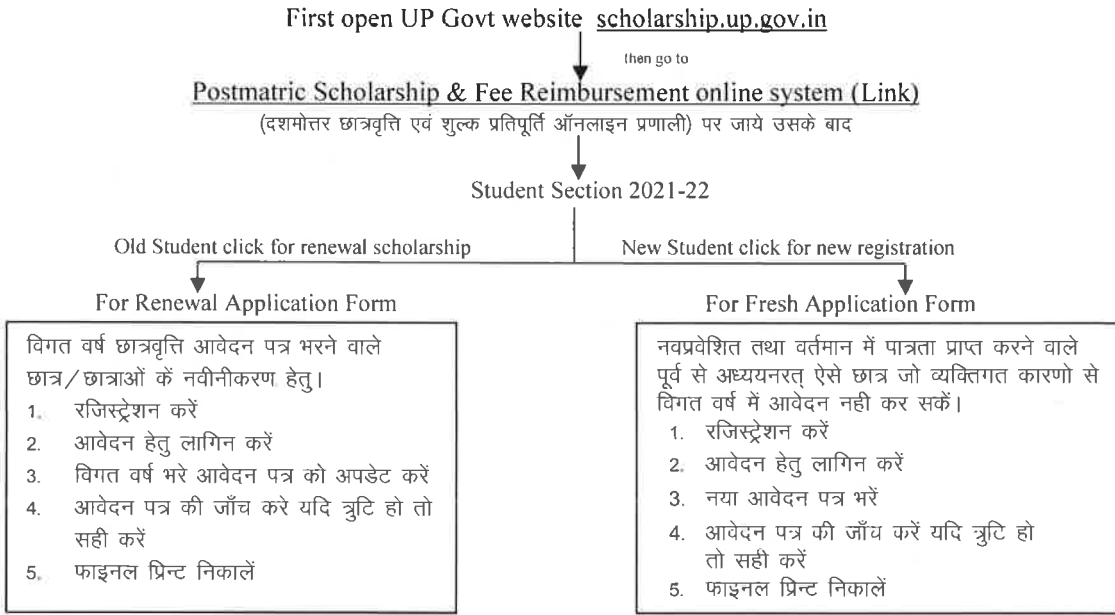 First open UP Govt website scholarship.up.gov.in
then go to
Postmatric Scholarship & Fee Reimbursement online system (Link)
(दशमोत्तर छात्रवृत्ति एवं शुल्क प्रतिपूर्ति ऑनलाइन प्रणाली) पर जाये उसके बाद
Student Section 2021-22
Old Student click for renewal scholarship
New Student click for new registration
For Renewal Application Form
विगत वर्ष छात्रवृत्ति आवेदन पत्र भरने वाले
छात्र/छात्राओं कें नवीनीकरण हेतु।
1. रजिस्ट्रेशन करें
2. आवेदन हेतु लागिन करें
3. विगत वर्ष भरे आवेदन पत्र को अपडेट करें
4. आवेदन पत्र की जाँच करे यदि त्रुटि हो तो
सही करें
5. फाइनल प्रिन्ट निकालें
For Fresh Application Form
नवप्रवेशित तथा वर्तमान में पात्रता प्राप्त करने वाले
पूर्व से अध्ययनरत् ऐसे छात्र जो व्यक्तिगत कारणो से
विगत वर्ष में आवेदन नही कर सकें।
1. रजिस्ट्रेशन करें
2. आवेदन हेतु लागिन करें
3. नया आवेदन पत्र भरें
4. आवेदन पत्र की जाँच करें यदि त्रुटि हो
तो सही करें
5. फाइनल प्रिन्ट निकालें